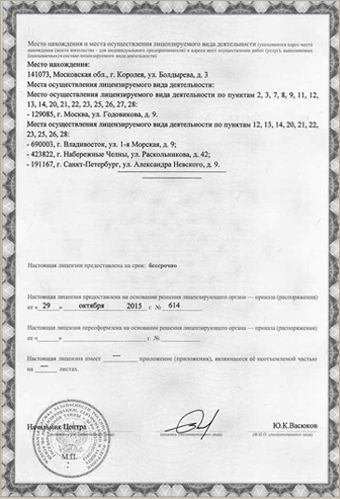 Место нахождения и места осуществления лицензируемого вида деятельности (указываются адрес места
нахождения (место жительства - для индивидуального предпринимателя) и адреса мест осуществления работ (услуг), выполняемых
(оказываемых) в составе лицензируемого вида деятельности)
Место нахождения:
141073, Московская обл., г. Королев, ул. Болдырева, д. 3
Места осуществления лицензируемого вида деятельности:
Место осуществления лицензируемого вида деятельности по пунктам 2, 3, 7, 8, 9, 11, 12,
13, 14, 20, 21, 22, 23, 25, 26, 27, 28:
- 129085, г. Москва, ул. Годовикова, д. 9.
Места осуществления лицензируемого вида деятельности по пунктам 12, 13, 14, 20, 21, 22,
23, 25, 26, 28:
- 690003, г. Владивосток, ул. 1-я Морская, д. 9;
- 423822, г. Набережные Челны, ул. Раскольникова, д. 42;
- 191167, г. Санкт-Петербург, ул. Александра Невского, д. 9.
Настоящая лицензия предоставлена на срок: бессрочно
Настоящая лицензия предоставлена на основании решения лицензирующего органа — приказа (распоряжения)
от « 29 » октября 2015 г. № 614
Настоящая лицензия переоформлена на основании решения лицензирующего органа — приказа (распоряжения)
от « » г. №
Настоящая лицензия имеет — приложение (приложения), являющееся её неотъемлемой частью
на — листах.
Начальник Центра Ю.К.Васюков
(должность уполномоченного лица) (подпись уполномоченного лица) (Ф.И.О. уполномоченного лица)
М.П.